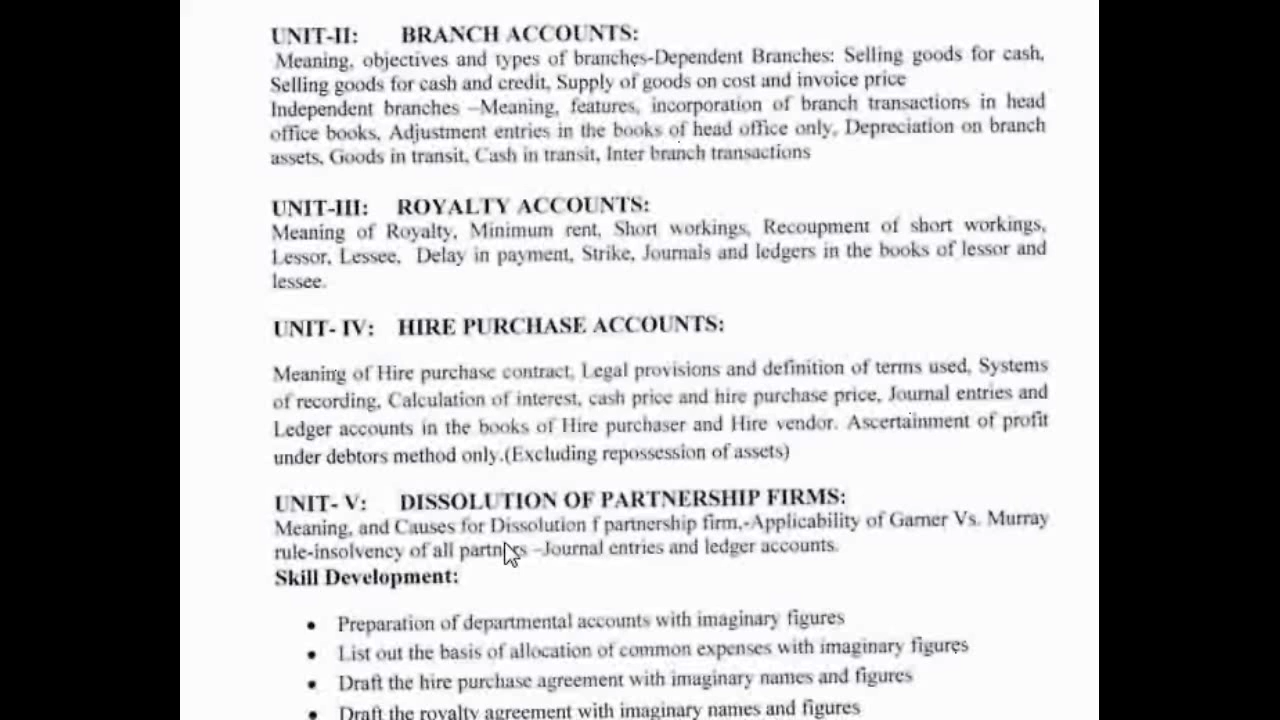 UNIT-II: BRANCH ACCOUNTS:
Meaning, objectives and types of branches-Dependent Branches: Selling goods for cash,
Selling goods for cash and credit, Supply of goods on cost and invoice price
Independent branches –Meaning, features, incorporation of branch transactions in head
office books, Adjustment entries in the books of head office only, Depreciation on branch
assets, Goods in transit, Cash in transit, Inter branch transactions
UNIT-III: ROYALTY ACCOUNTS:
Meaning of Royalty, Minimum rent, Short workings, Recoupment of short workings,
Lessor, Lessee, Delay in payment, Strike, Journals and ledgers in the books of lessor and
lessee.
UNIT- IV: HIRE PURCHASE ACCOUNTS:
Meaning of Hire purchase contract, Legal provisions and definition of terms used, Systems
of recording, Calculation of interest, cash price and hire purchase price, Journal entries and
Ledger accounts in the books of Hire purchaser and Hire vendor. Ascertainment of profit
under debtors method only.(Excluding repossession of assets)
UNIT- V: DISSOLUTION OF PARTNERSHIP FIRMS:
Meaning, and Causes for Dissolution f partnership firm,-Applicability of Garner Vs. Murray
rule-insolvency of all partners –Journal entries and ledger accounts.
Skill Development:
• Preparation of departmental accounts with imaginary figures
• List out the basis of allocation of common expenses with imaginary figures
• Draft the hire purchase agreement with imaginary names and figures
• Draft the royalty agreement with imaginary names and figures